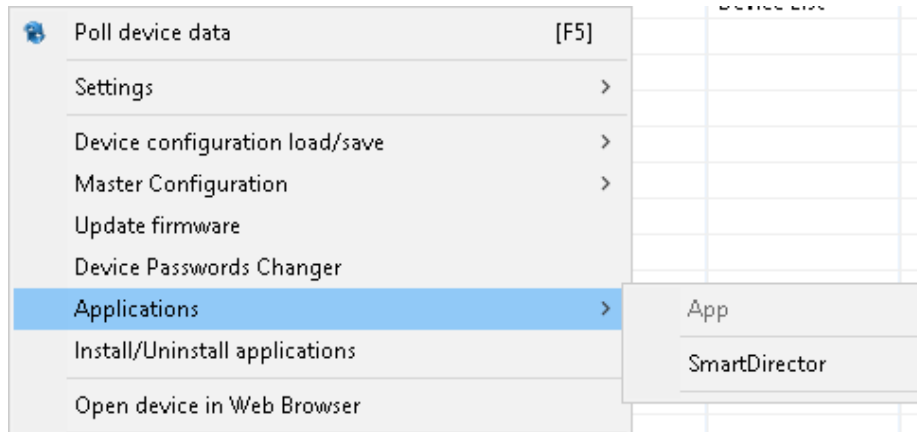 Poll device data [F5]
Settings
Device configuration load/save
Master Configuration
Update firmware
Device Passwords Changer
Applications
App
Install/Uninstall applications
SmartDirector
Open device in Web Browser